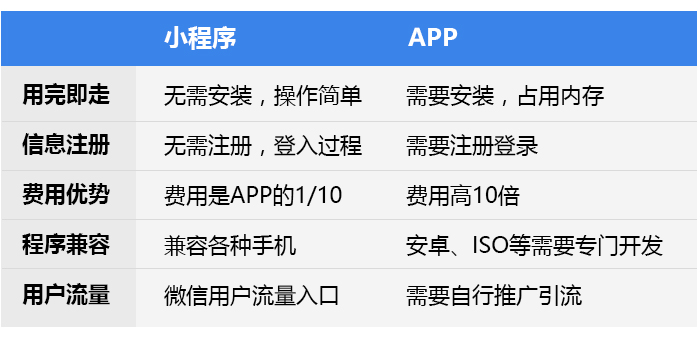 小程序 APP
用完即走 无需安装，操作简单 需要安装，占用内存
信息注册 无需注册，登入过程 需要注册登录
费用优势 费用是APP的1/10 费用高10倍
程序兼容 兼容各种手机 安卓、ISO等需要专门开发
用户流量 微信用户流量入口 需要自行推广引流